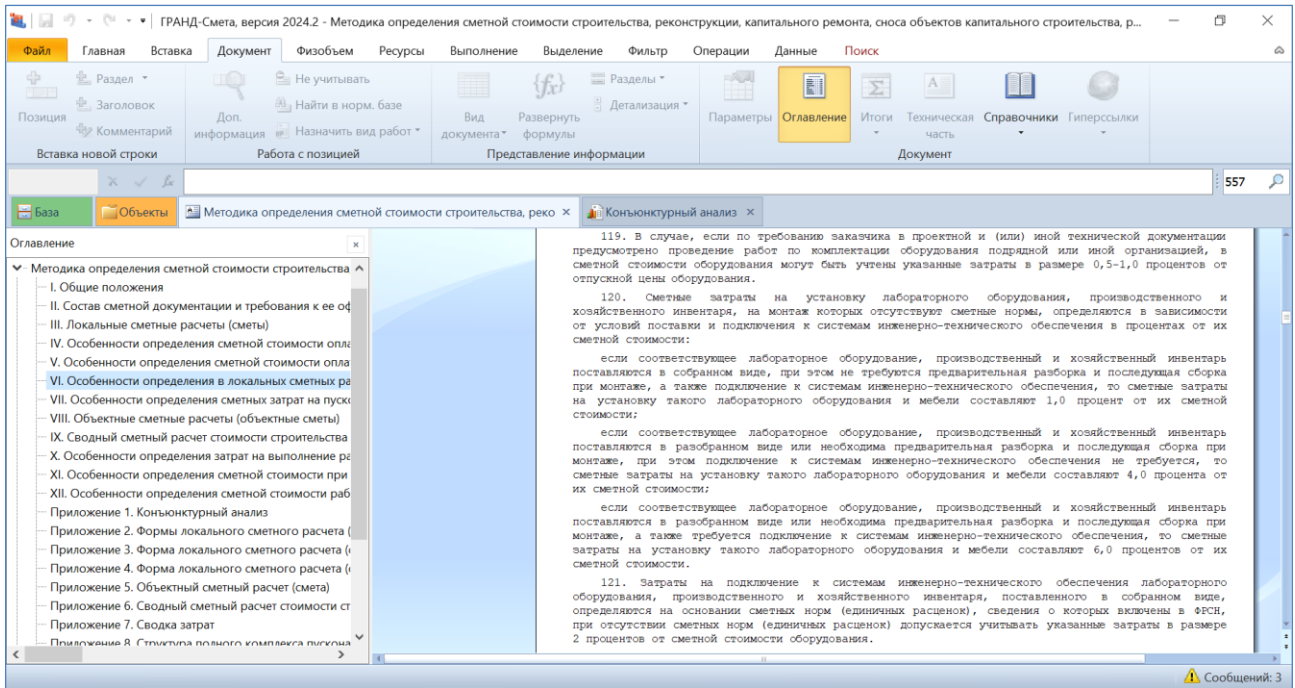 ГРАНД-Смета, версия 2024.2 - Методика определения сметной стоимости строительства, реконструкции, капитального ремонта, сноса объектов капитального строительства, р...
Файл Главная Вставка Документ Физобъем Ресурсы Выполнение Выделение Фильтр Операции Данные Поиск
Позиция
Раздел
Заголовок
Комментарий
Вставка новой строки
Доп. информация
Не учитывать
Найти в норм. базе
Назначить вид работ
Работа с позицией
Вид документа
Развернуть формулы
Разделы
Детализация
Представление информации
Параметры Оглавление Итоги Техническая часть Справочники Гиперссылки
Документ
557
База Объекты Методика определения сметной стоимости строительства, реко × Конъюнктурный анализ ×
Оглавление
Методика определения сметной стоимости строительства
I. Общие положения
II. Состав сметной документации и требования к ее оф
III. Локальные сметные расчеты (сметы)
IV. Особенности определения сметной стоимости опла
V. Особенности определения сметной стоимости оплат
VI. Особенности определения в локальных сметных ра
VII. Особенности определения сметных затрат на пуско
VIII. Объектные сметные расчеты (объектные сметы)
IX. Сводный сметный расчет стоимости строительства
X. Особенности определения затрат на выполнение ра
XI. Особенности определения сметной стоимости при
XII. Особенности определения сметной стоимости раб
Приложение 1. Конъюнктурный анализ
Приложение 2. Формы локального сметного расчета (
Приложение 3. Форма локального сметного расчета (
Приложение 4. Форма локального сметного расчета (
Приложение 5. Объектный сметный расчет (смета)
Приложение 6. Сводный сметный расчет стоимости ст
Приложение 7. Сводка затрат
Приложение 8. Структура полного комплекса пускона
119. В случае, если по требованию заказчика в проектной и (или) иной технической документации
предусмотрено проведение работ по комплектации оборудования подрядной или иной организацией, в
сметной стоимости оборудования могут быть учтены указанные затраты в размере 0,5-1,0 процентов от
отпускной цены оборудования.
120. Сметные затраты на установку лабораторного оборудования, производственного и
хозяйственного инвентаря, на монтаж которых отсутствуют сметные нормы, определяются в зависимости
от условий поставки и подключения к системам инженерно-технического обеспечения в процентах от их
сметной стоимости:
если соответствующее лабораторное оборудование, производственный и хозяйственный инвентарь
поставляются в собранном виде, при этом не требуются предварительная разборка и последующая сборка
при монтаже, а также подключение к системам инженерно-технического обеспечения, то сметные затраты
на установку такого лабораторного оборудования и мебели составляют 1,0 процент от их сметной
стоимости;
если соответствующее лабораторное оборудование, производственный и хозяйственный инвентарь
поставляются в разобранном виде или необходима предварительная разборка и последующая сборка при
монтаже, при этом подключение к системам инженерно-технического обеспечения не требуется, то
сметные затраты на установку такого лабораторного оборудования и мебели составляют 4,0 процента от
их сметной стоимости;
если соответствующее лабораторное оборудование, производственный и хозяйственный инвентарь
поставляются в разобранном виде или необходима предварительная разборка и последующая сборка при
монтаже, а также требуется подключение к системам инженерно-технического обеспечения, то сметные
затраты на установку такого лабораторного оборудования и мебели составляют 6,0 процентов от их
сметной стоимости.
121. Затраты на подключение к системам инженерно-технического обеспечения лабораторного
оборудования, производственного и хозяйственного инвентаря, поставленного в собранном виде,
определяются на основании сметных норм (единичных расценок), сведения о которых включены в ФРСН,
при отсутствии сметных норм (единичных расценок) допускается учитывать указанные затраты в размере
2 процентов от сметной стоимости оборудования.
Сообщений: 3